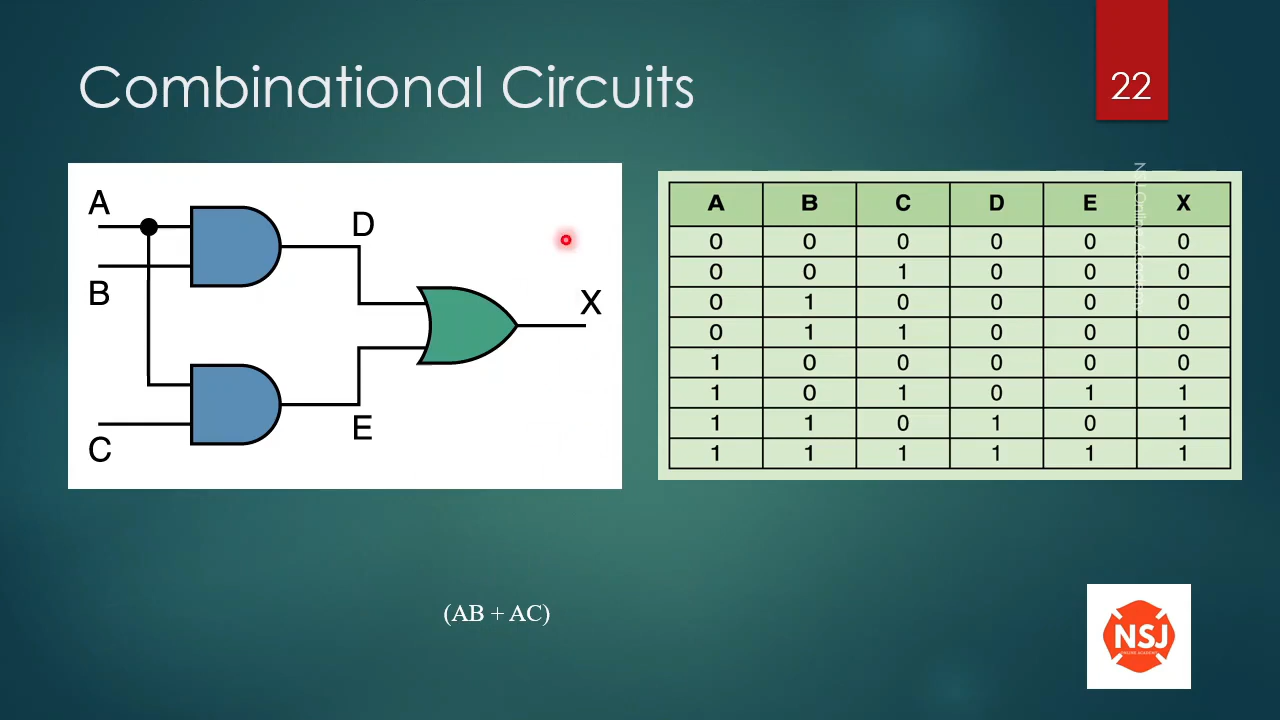 Combinational Circuits
22
A
B
C
D
E
X
A B C D E X
0 0 0 0 0 0
0 0 1 0 0 0
0 1 0 0 0 0
0 1 1 0 0 0
1 0 0 0 0 0
1 0 1 0 1 1
1 1 0 1 0 1
1 1 1 1 1 1
(AB + AC)
NSJ
ONLINE ACADEMY